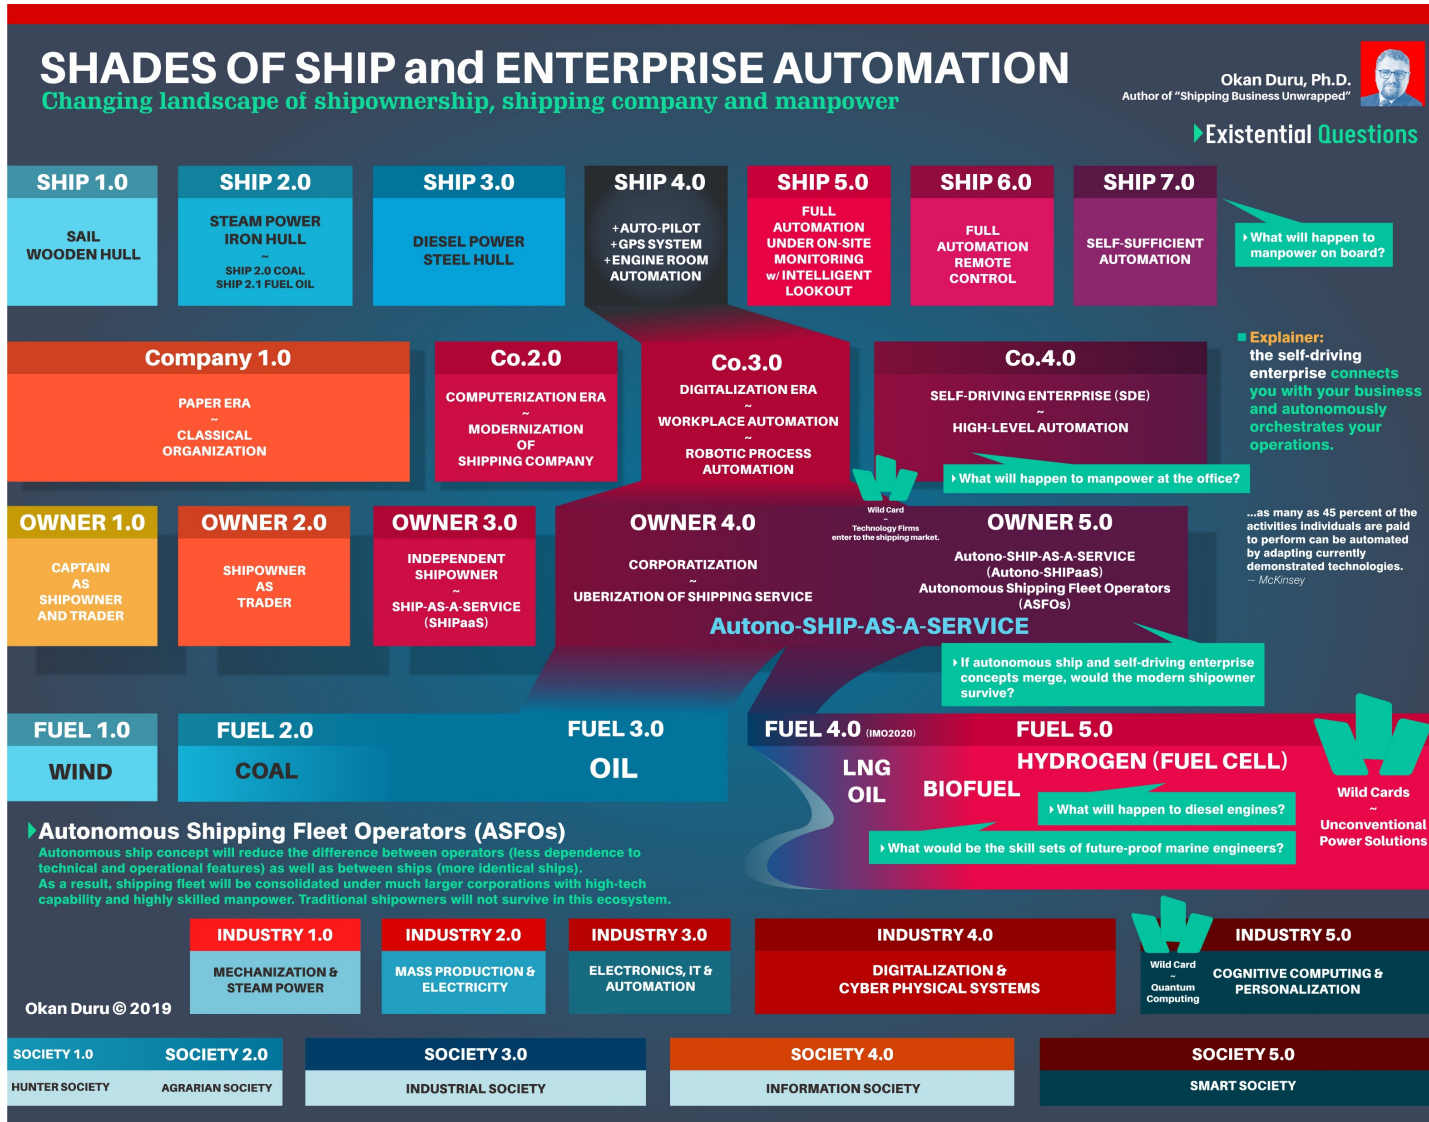 SHADES OF SHIP and ENTERPRISE AUTOMATION
Changing landscape of shipownership, shipping company and manpower
Okan Duru, Ph.D.
Author of "Shipping Business Unwrapped"
Existential Questions
SHIP 1.0
SAIL
WOODEN HULL
SHIP 2.0
STEAM POWER
IRON HULL
~
SHIP 2.0 COAL
SHIP 2.1 FUEL OIL
SHIP 3.0
DIESEL POWER
STEEL HULL
SHIP 4.0
+AUTO-PILOT
+GPS SYSTEM
+ENGINE ROOM
AUTOMATION
SHIP 5.0
FULL
AUTOMATION
UNDER ON-SITE
MONITORING
w/ INTELLIGENT
LOOKOUT
SHIP 6.0
FULL
AUTOMATION
REMOTE
CONTROL
SHIP 7.0
SELF-SUFFICIENT
AUTOMATION
What will happen to
manpower on board?
Company 1.0
PAPER ERA
~
CLASSICAL
ORGANIZATION
Co.2.0
COMPUTERIZATION ERA
~
MODERNIZATION
OF
SHIPPING COMPANY
Co.3.0
DIGITALIZATION ERA
~
WORKPLACE AUTOMATION
~
ROBOTIC PROCESS
AUTOMATION
Co.4.0
SELF-DRIVING ENTERPRISE (SDE)
~
HIGH-LEVEL AUTOMATION
What will happen to manpower at the office?
Explainer:
the self-driving
enterprise connects
you with your business
and autonomously
orchestrates your
operations.
OWNER 1.0
CAPTAIN
AS
SHIPOWNER
AND TRADER
OWNER 2.0
SHIPOWNER
AS
TRADER
OWNER 3.0
INDEPENDENT
SHIPOWNER
~
SHIP-AS-A-SERVICE
(SHIPaaS)
OWNER 4.0
CORPORATIZATION
~
UBERIZATION OF SHIPPING SERVICE
Wild Card
~
Technology Firms
enter to the shipping market.
OWNER 5.0
Autono-SHIP-AS-A-SERVICE
(Autono-SHIPaaS)
Autonomous Shipping Fleet Operators
(ASFOs)
Autono-SHIP-AS-A-SERVICE
...as many as 45 percent of the
activities individuals are paid
to perform can be automated
by adapting currently
demonstrated technologies.
— McKinsey
If autonomous ship and self-driving enterprise
concepts merge, would the modern shipowner
survive?
FUEL 1.0
WIND
FUEL 2.0
COAL
FUEL 3.0
OIL
FUEL 4.0 (IMO2020)
LNG
OIL
BIOFUEL
FUEL 5.0
HYDROGEN (FUEL CELL)
What will happen to diesel engines?
What would be the skill sets of future-proof marine engineers?
Wild Cards
~
Unconventional
Power Solutions
Autonomous Shipping Fleet Operators (ASFOs)
Autonomous ship concept will reduce the difference between operators (less dependence to
technical and operational features) as well as between ships (more identical ships).
As a result, shipping fleet will be consolidated under much larger corporations with high-tech
capability and highly skilled manpower. Traditional shipowners will not survive in this ecosystem.
INDUSTRY 1.0
MECHANIZATION &
STEAM POWER
INDUSTRY 2.0
MASS PRODUCTION &
ELECTRICITY
INDUSTRY 3.0
ELECTRONICS, IT &
AUTOMATION
INDUSTRY 4.0
DIGITALIZATION &
CYBER PHYSICAL SYSTEMS
Wild Card
~
Quantum
Computing
INDUSTRY 5.0
COGNITIVE COMPUTING &
PERSONALIZATION
Okan Duru © 2019
SOCIETY 1.0
HUNTER SOCIETY
SOCIETY 2.0
AGRARIAN SOCIETY
SOCIETY 3.0
INDUSTRIAL SOCIETY
SOCIETY 4.0
INFORMATION SOCIETY
SOCIETY 5.0
SMART SOCIETY